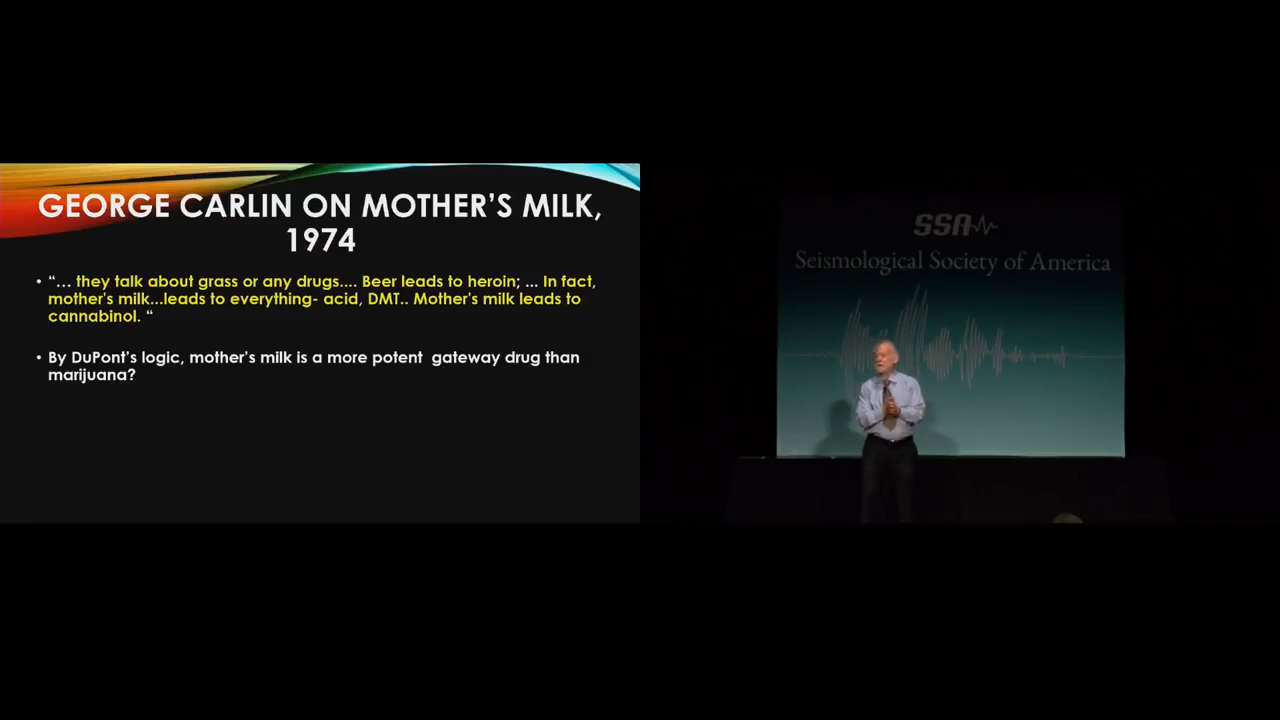 GEORGE CARLIN ON MOTHER'S MILK,
1974
• "... they talk about grass or any drugs.... Beer leads to heroin; ... In fact,
mother's milk...leads to everything- acid, DMT.. Mother's milk leads to
cannabinol. "
• By DuPont's logic, mother's milk is a more potent gateway drug than
marijuana?
SSA
Seismological Society of America